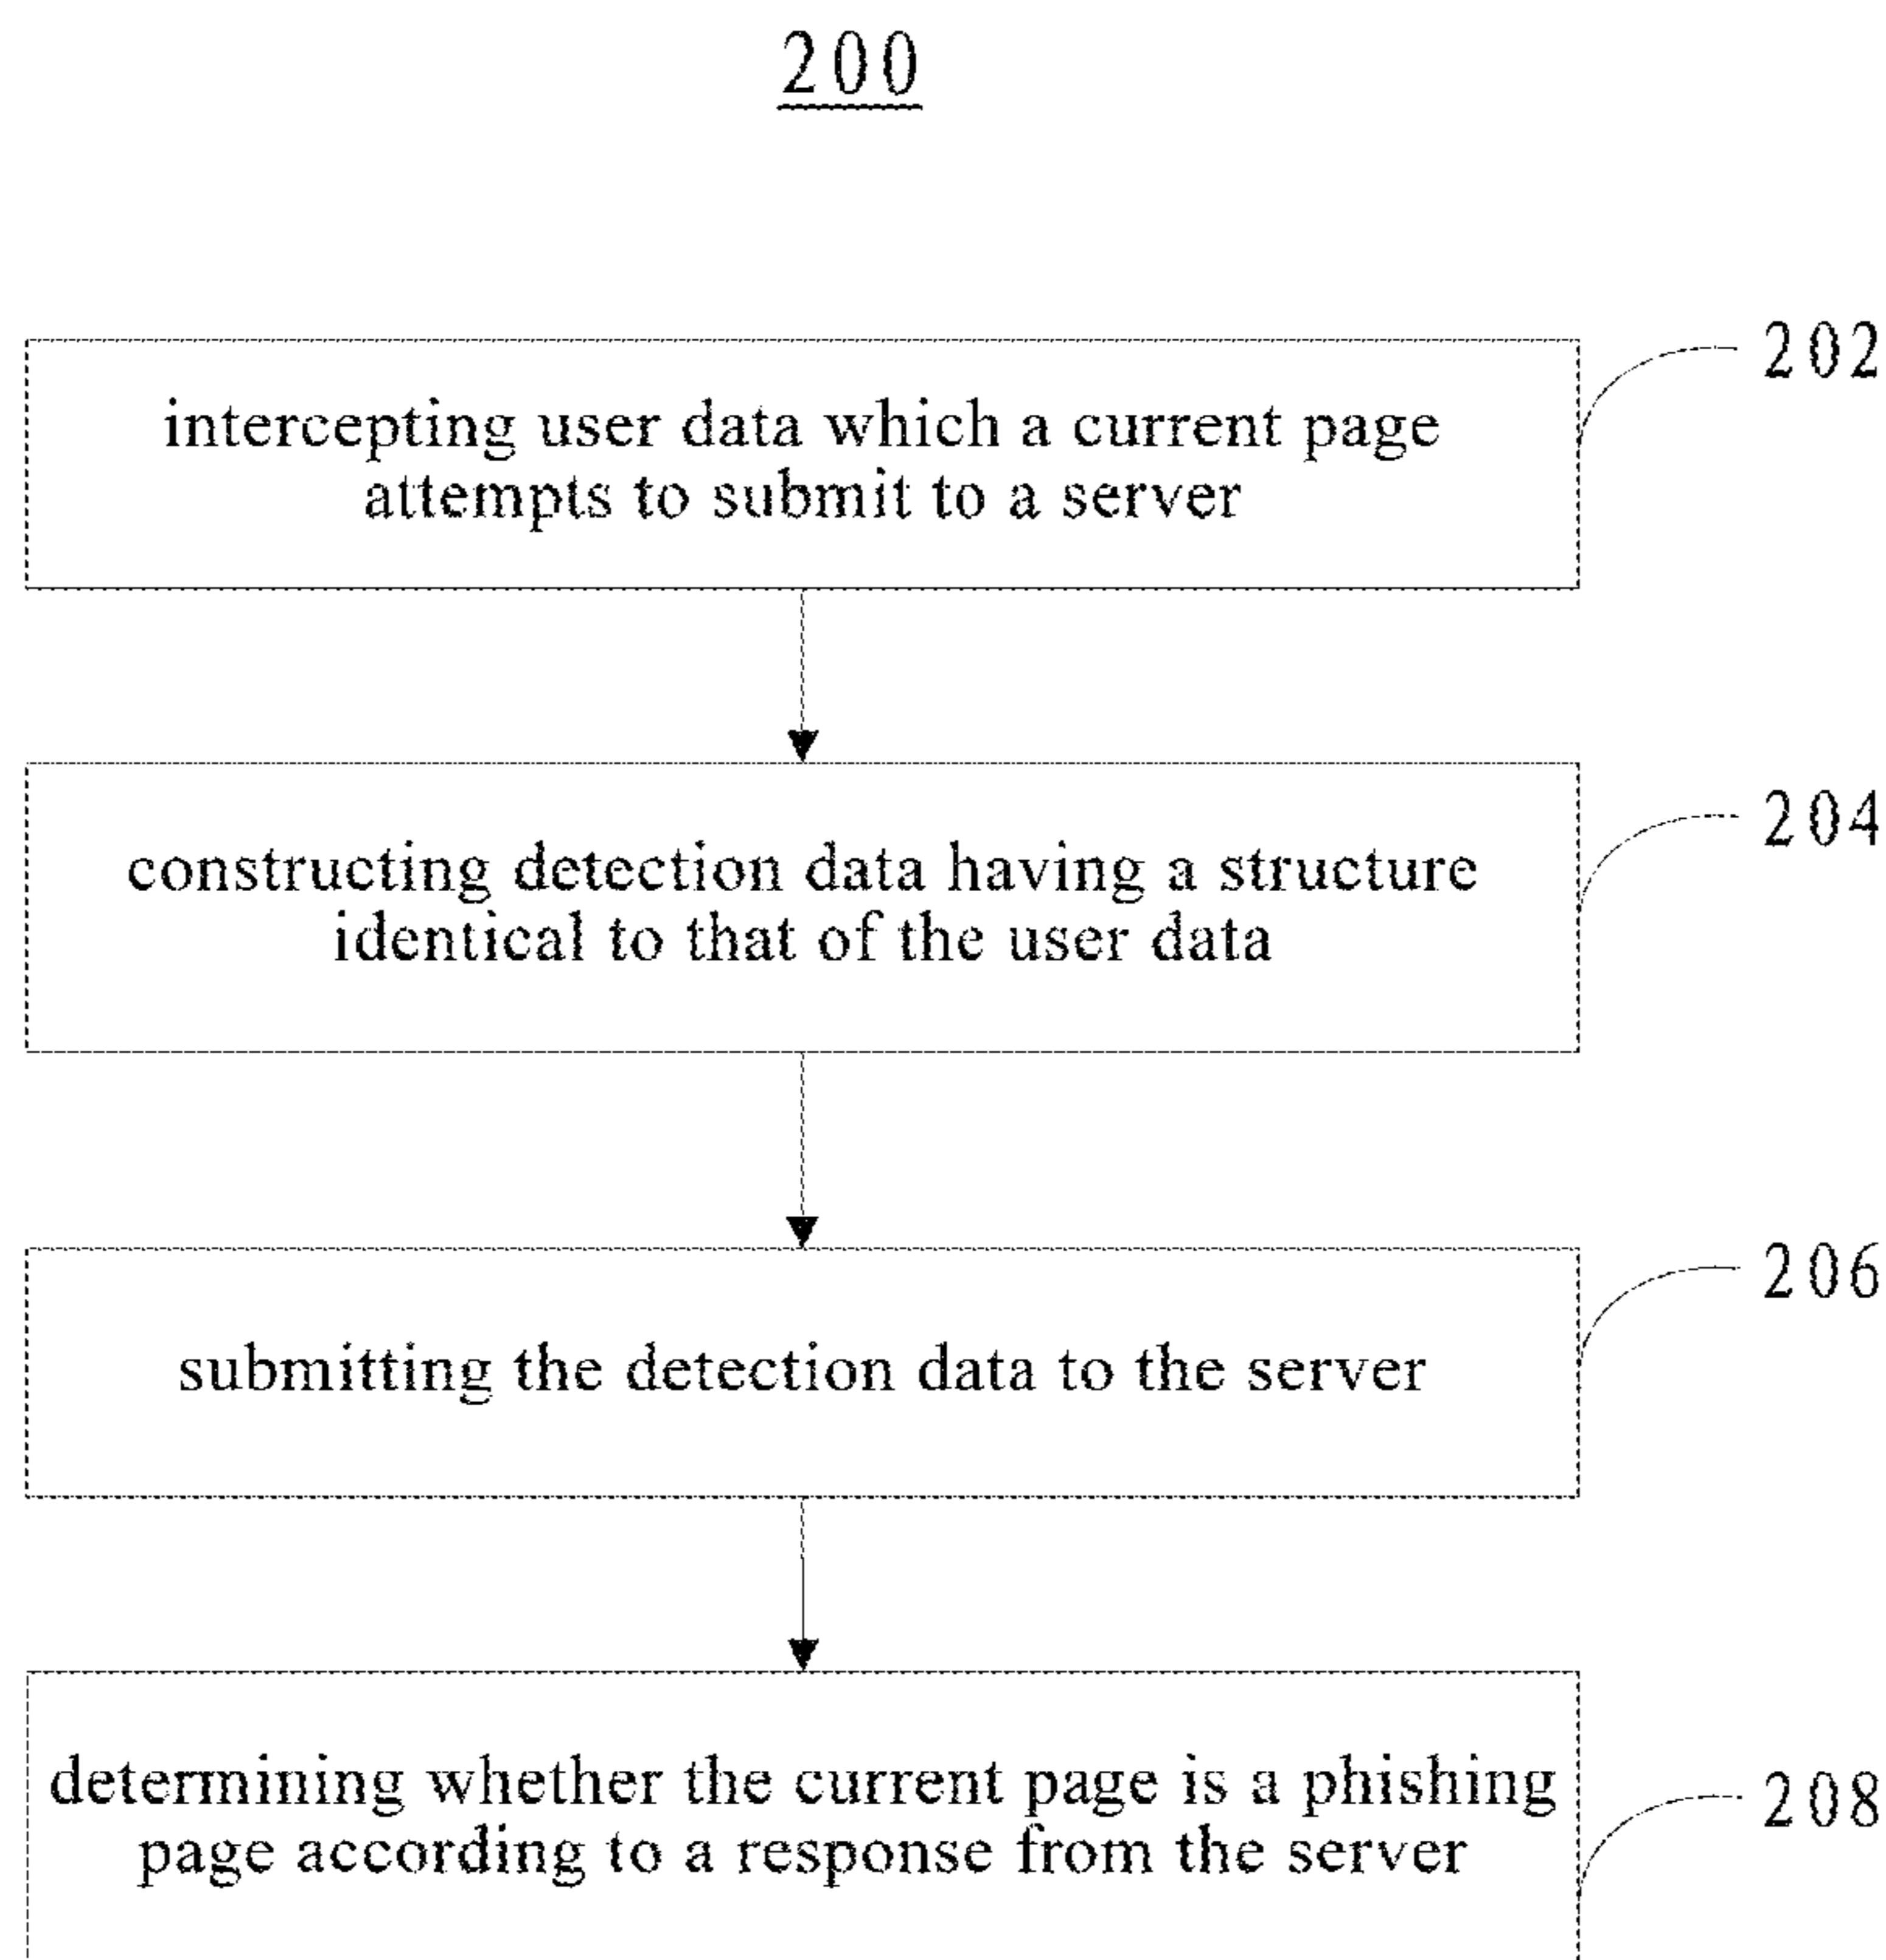 200
202
intercepting user data which a current page
attempts to submit to a server
204
constructing detection data having a structure
identical to that of the user data
206
submitting the detection data to the server
208
determining whether the current page is a phishing
page according to a response from the server